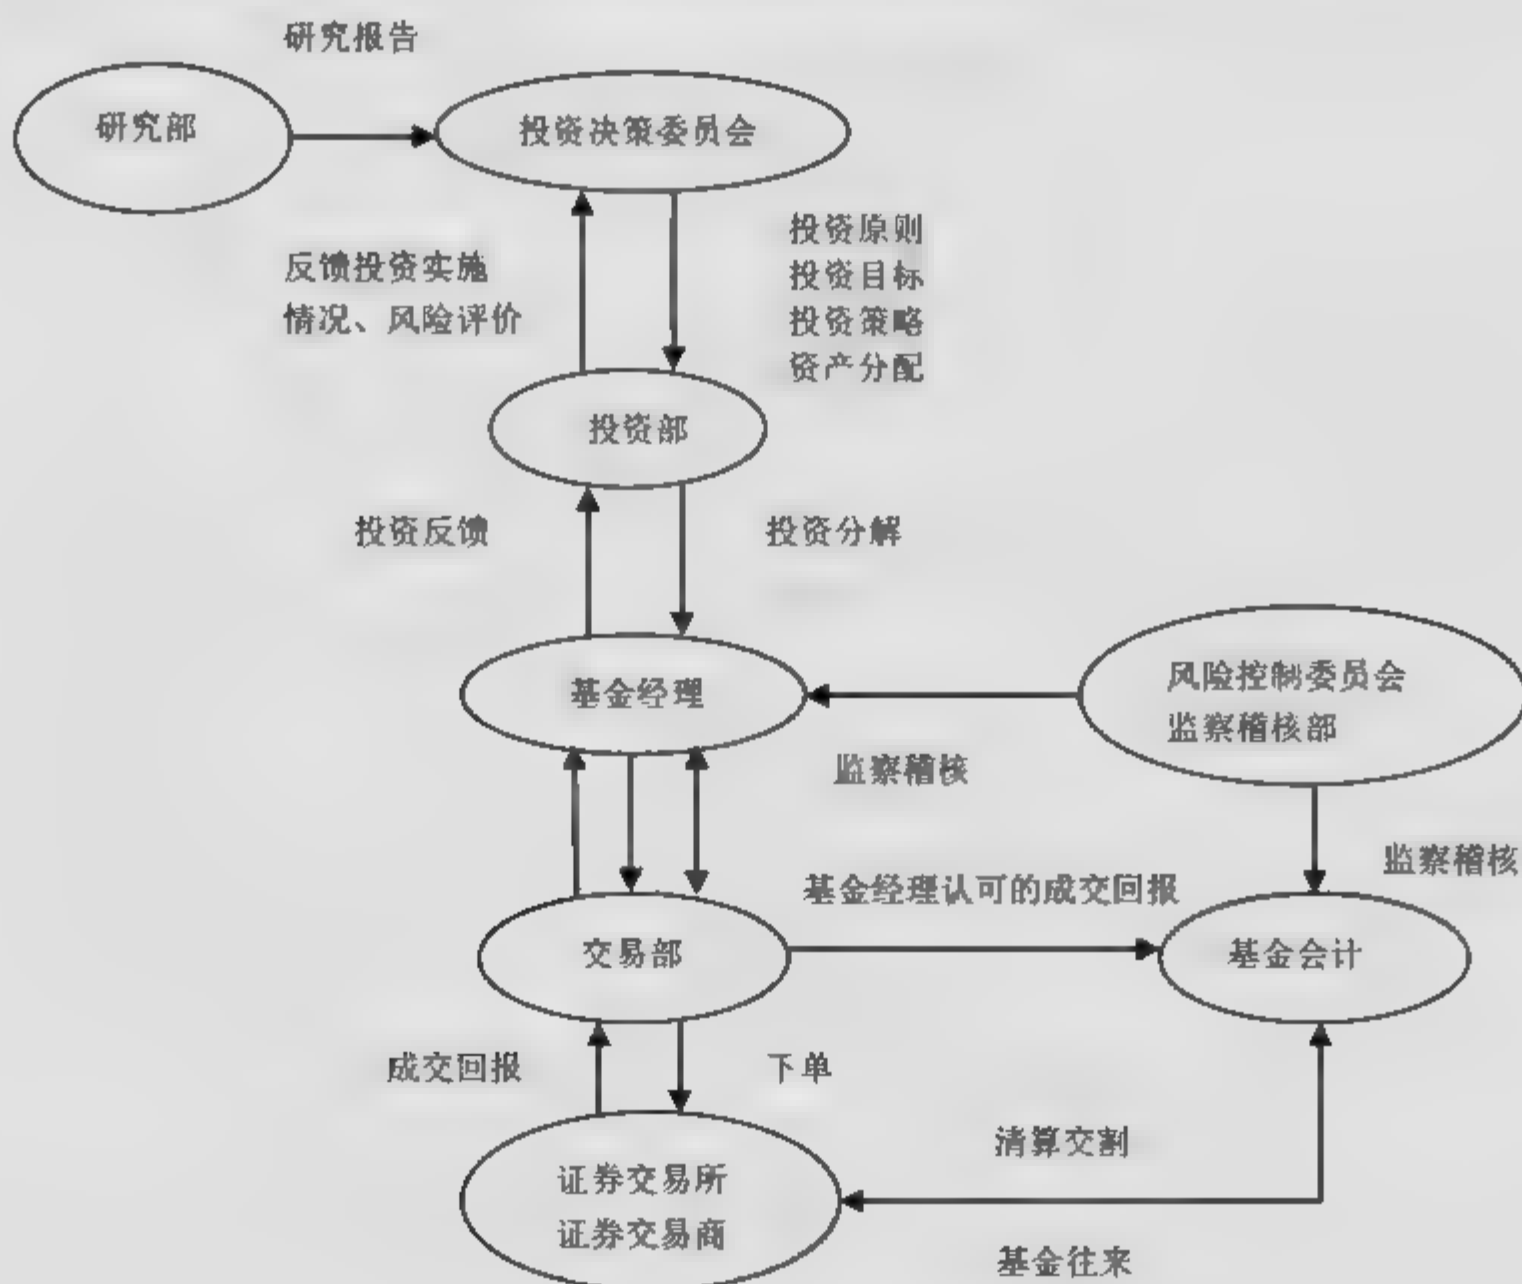 研究报告
研究部
投资决策委员会
反馈投资实施
情况、风险评价
投资原则
投资目标
投资策略
资产分配
投资部
投资反馈
投资分解
基金经理
风险控制委员会
监察稽核部
监察稽核
监察稽核
基金经理认可的成交回报
交易部
基金会计
成交回报
下单
清算交割
证券交易所
证券交易商
基金往来